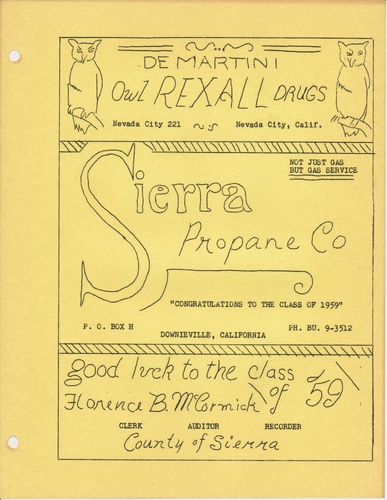 DE MARTINI
Owl REXALL DRUGS
Nevada City 221 Nevada City, Calif.
NOT JUST GAS
BUT GAS SERVICE
Sierra
Propane Co
"CONGRATULATIONS TO THE CLASS OF 1959"
P. O. BOX H PH. BU. 9-3512
DOWNIEVILLE, CALIFORNIA
good luck to the class of '59
Florence B. McCormick
CLERK AUDITOR RECORDER
County of Sierra